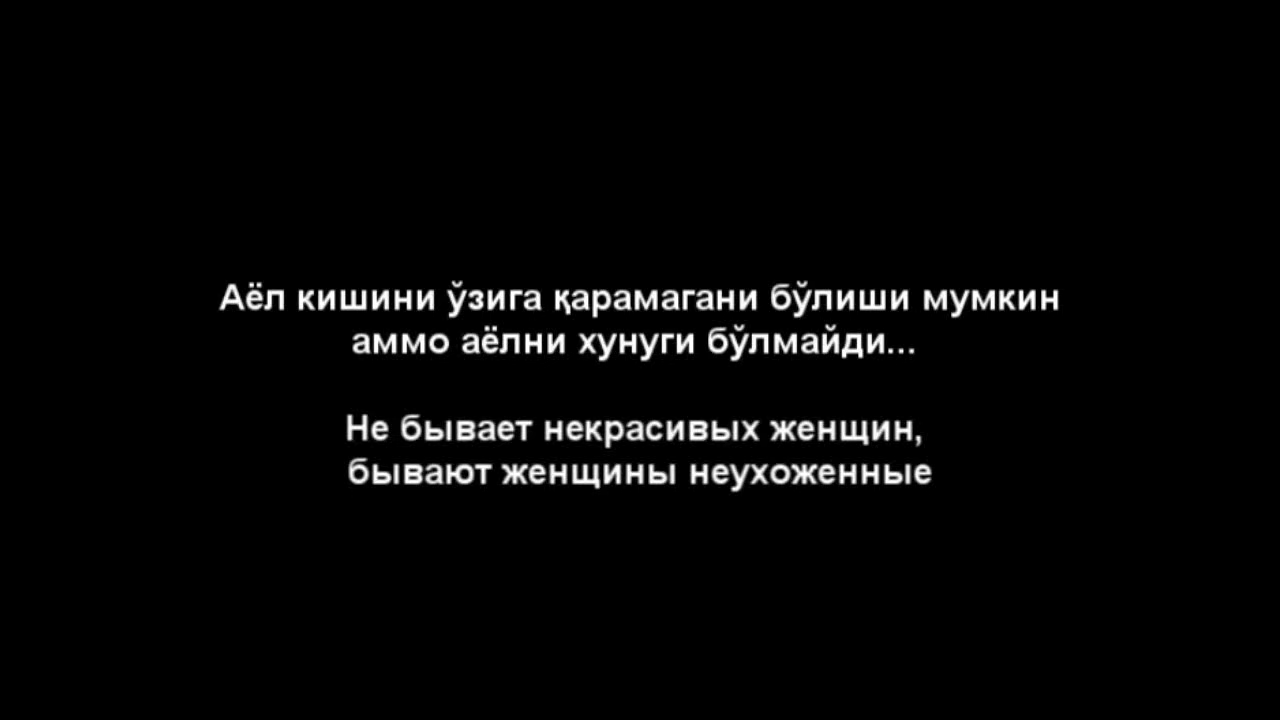 Аёл кишини ўзига қарамагани бўлиши мумкин
аммо аёлни хунуги бўлмайди...
Не бывает некрасивых женщин,
бывают женщины неухоженные